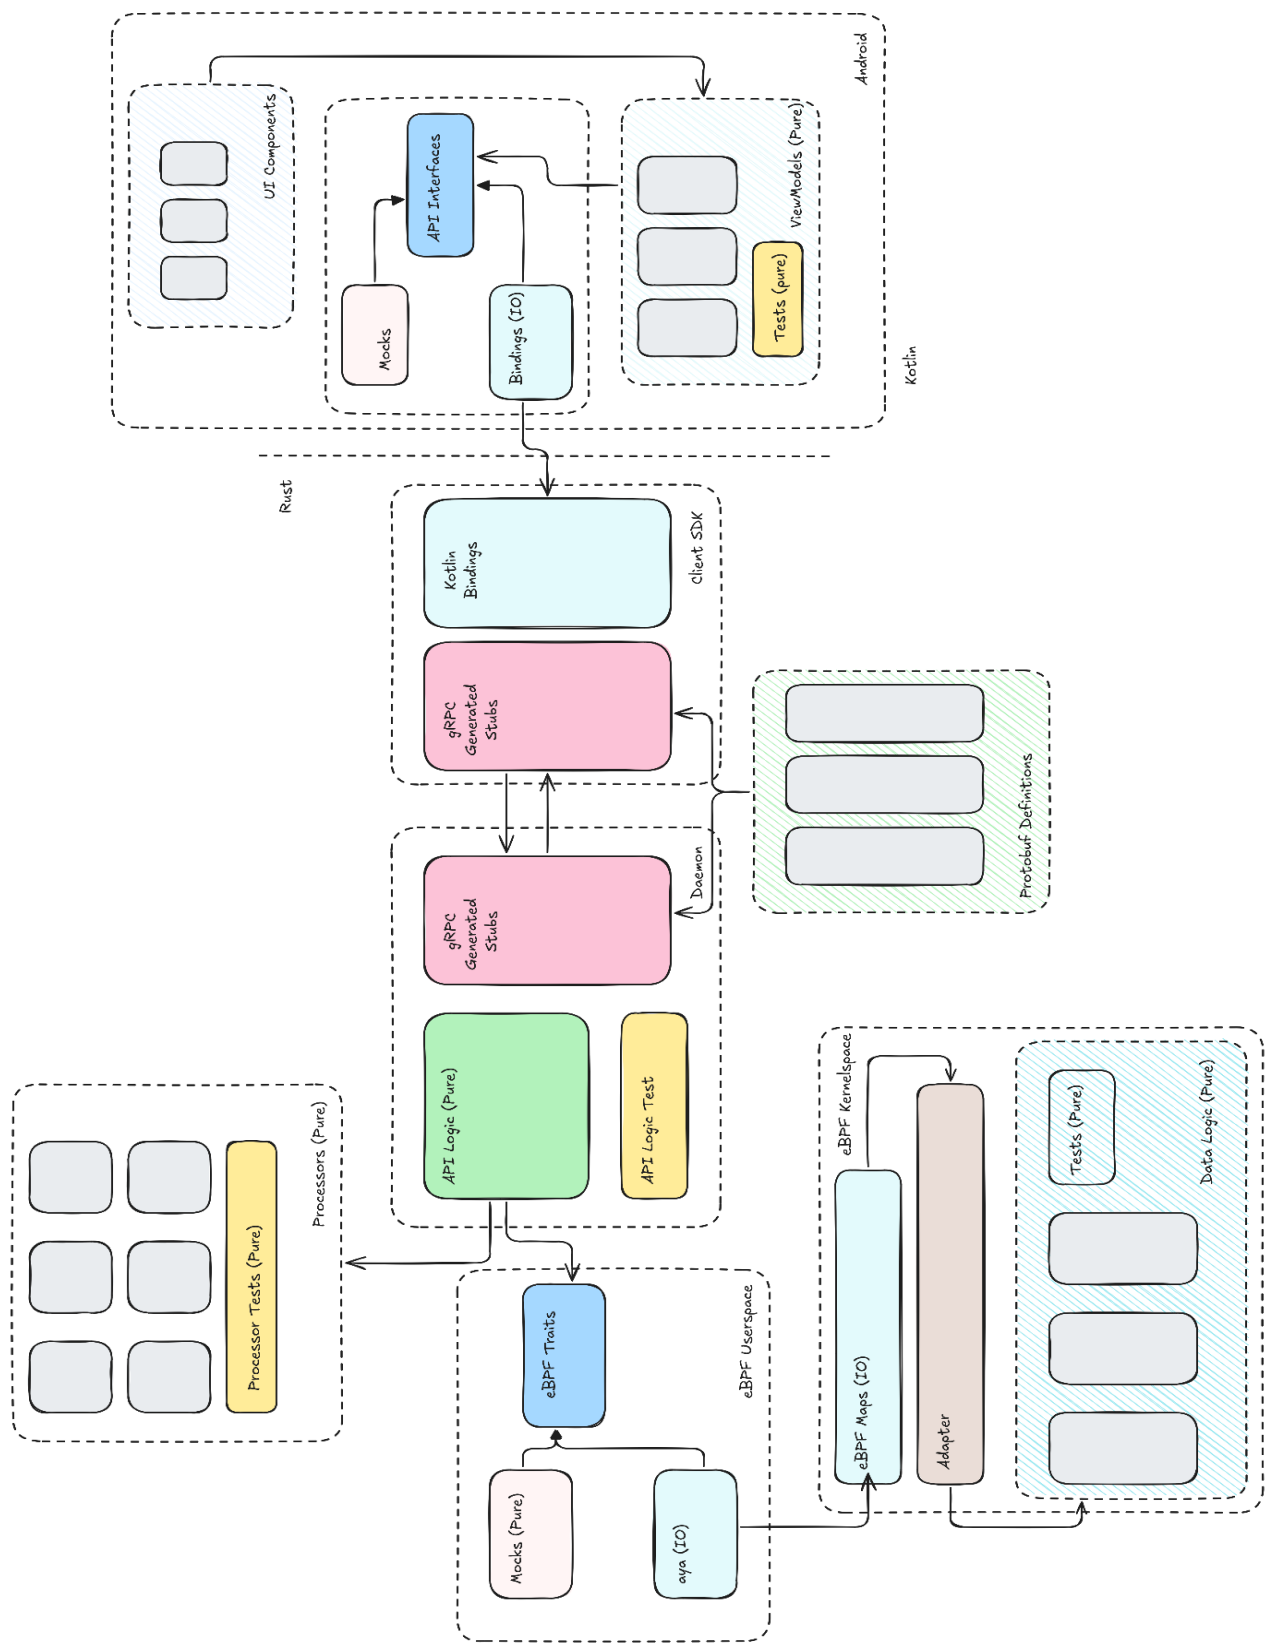 Android
UI Components
API Interfaces
ViewModels (Pure)
Mocks
Bindings (IO)
Tests (pure)
Kotlin
Rust
Kotlin
Bindings
Client SDK
gRPC
Generated
Stubs
Protobuf Definitions
Daemon
gRPC
Generated
Stubs
API Logic (Pure)
API Logic Test
Processors (Pure)
Processor Tests (Pure)
eBPF Traits
eBPF Userspace
Mocks (Pure)
aya (IO)
eBPF Kernelspace
eBPF Maps (IO)
Adapter
Tests (Pure)
Data Logic (Pure)